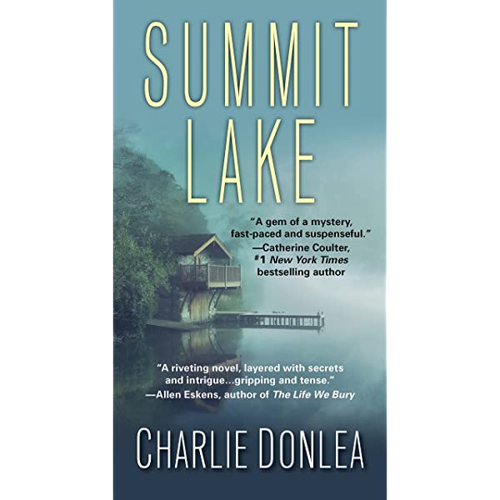 SUMMIT
LAKE
"A gem of a mystery,
fast-paced and suspenseful."
—Catherine Coulter,
#1 New York Times
bestselling author
"A riveting novel, layered with secrets
and intrigue...gripping and tense."
—Allen Eskens, author of The Life We Bury
CHARLIE DONLEA